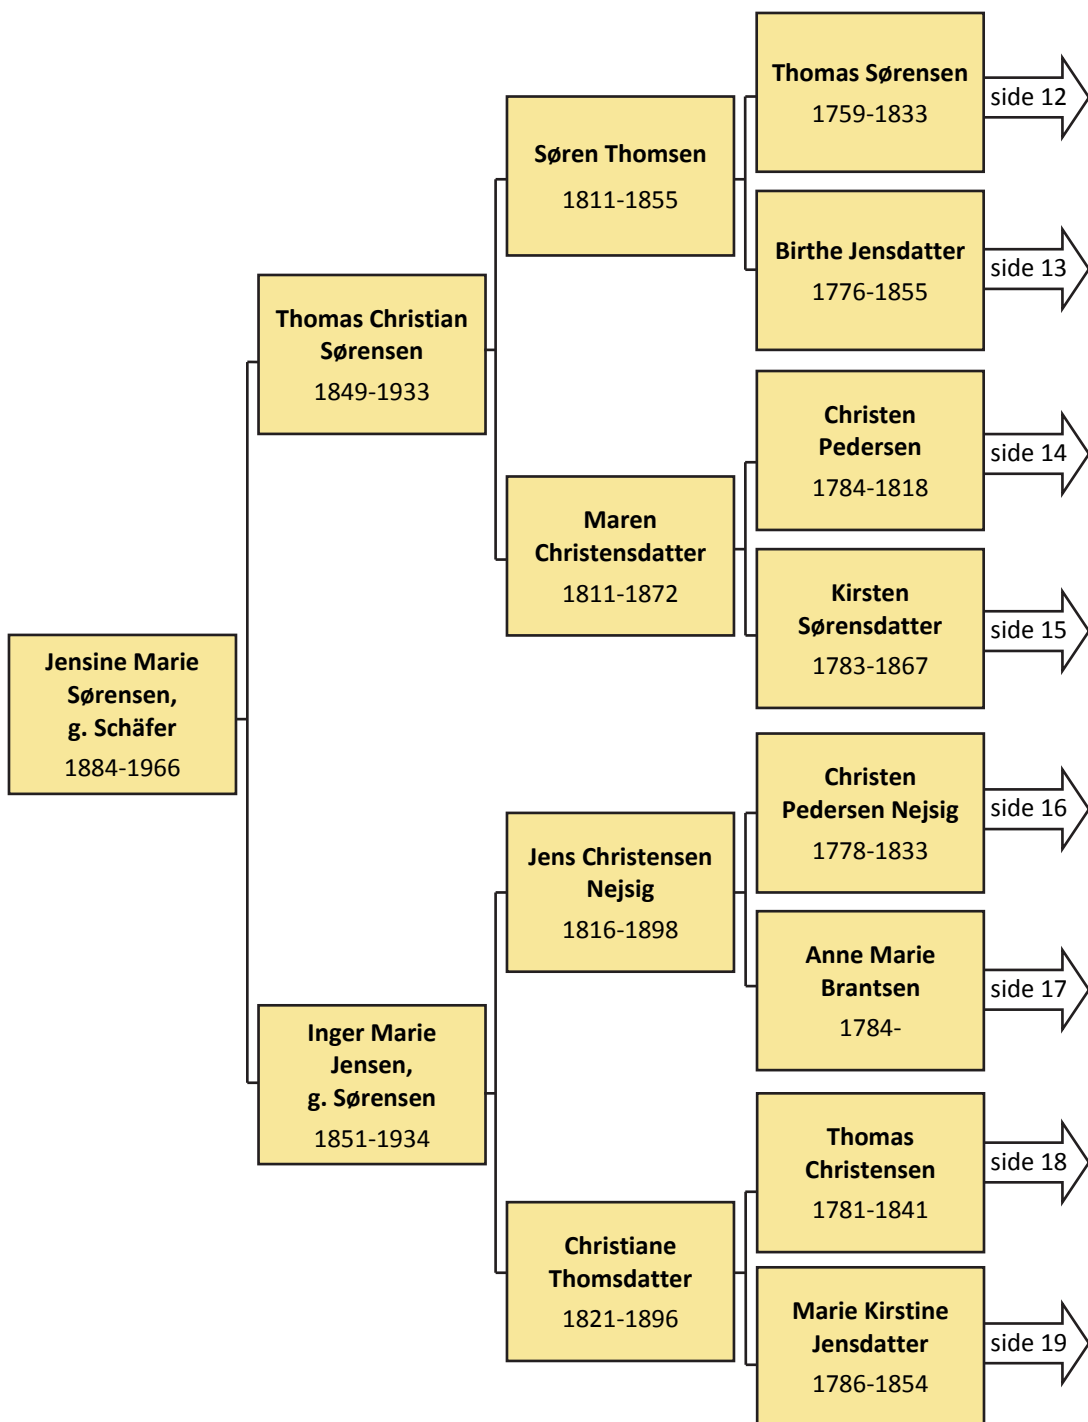 Thomas Sørensen
1759-1833
side 12
Søren Thomsen
1811-1855
Birthe Jensdatter
1776-1855
side 13
Thomas Christian
Sørensen
1849-1933
Christen
Pedersen
1784-1818
side 14
Maren
Christensdatter
1811-1872
Kirsten
Sørensdatter
1783-1867
side 15
Jensine Marie
Sørensen,
g. Schäfer
1884-1966
Christen
Pedersen Nejsig
1778-1833
side 16
Jens Christensen
Nejsig
1816-1898
Anne Marie
Brantsen
1784-
side 17
Inger Marie
Jensen,
g. Sørensen
1851-1934
Thomas
Christensen
1781-1841
side 18
Christiane
Thomsdatter
1821-1896
Marie Kirstine
Jensdatter
1786-1854
side 19